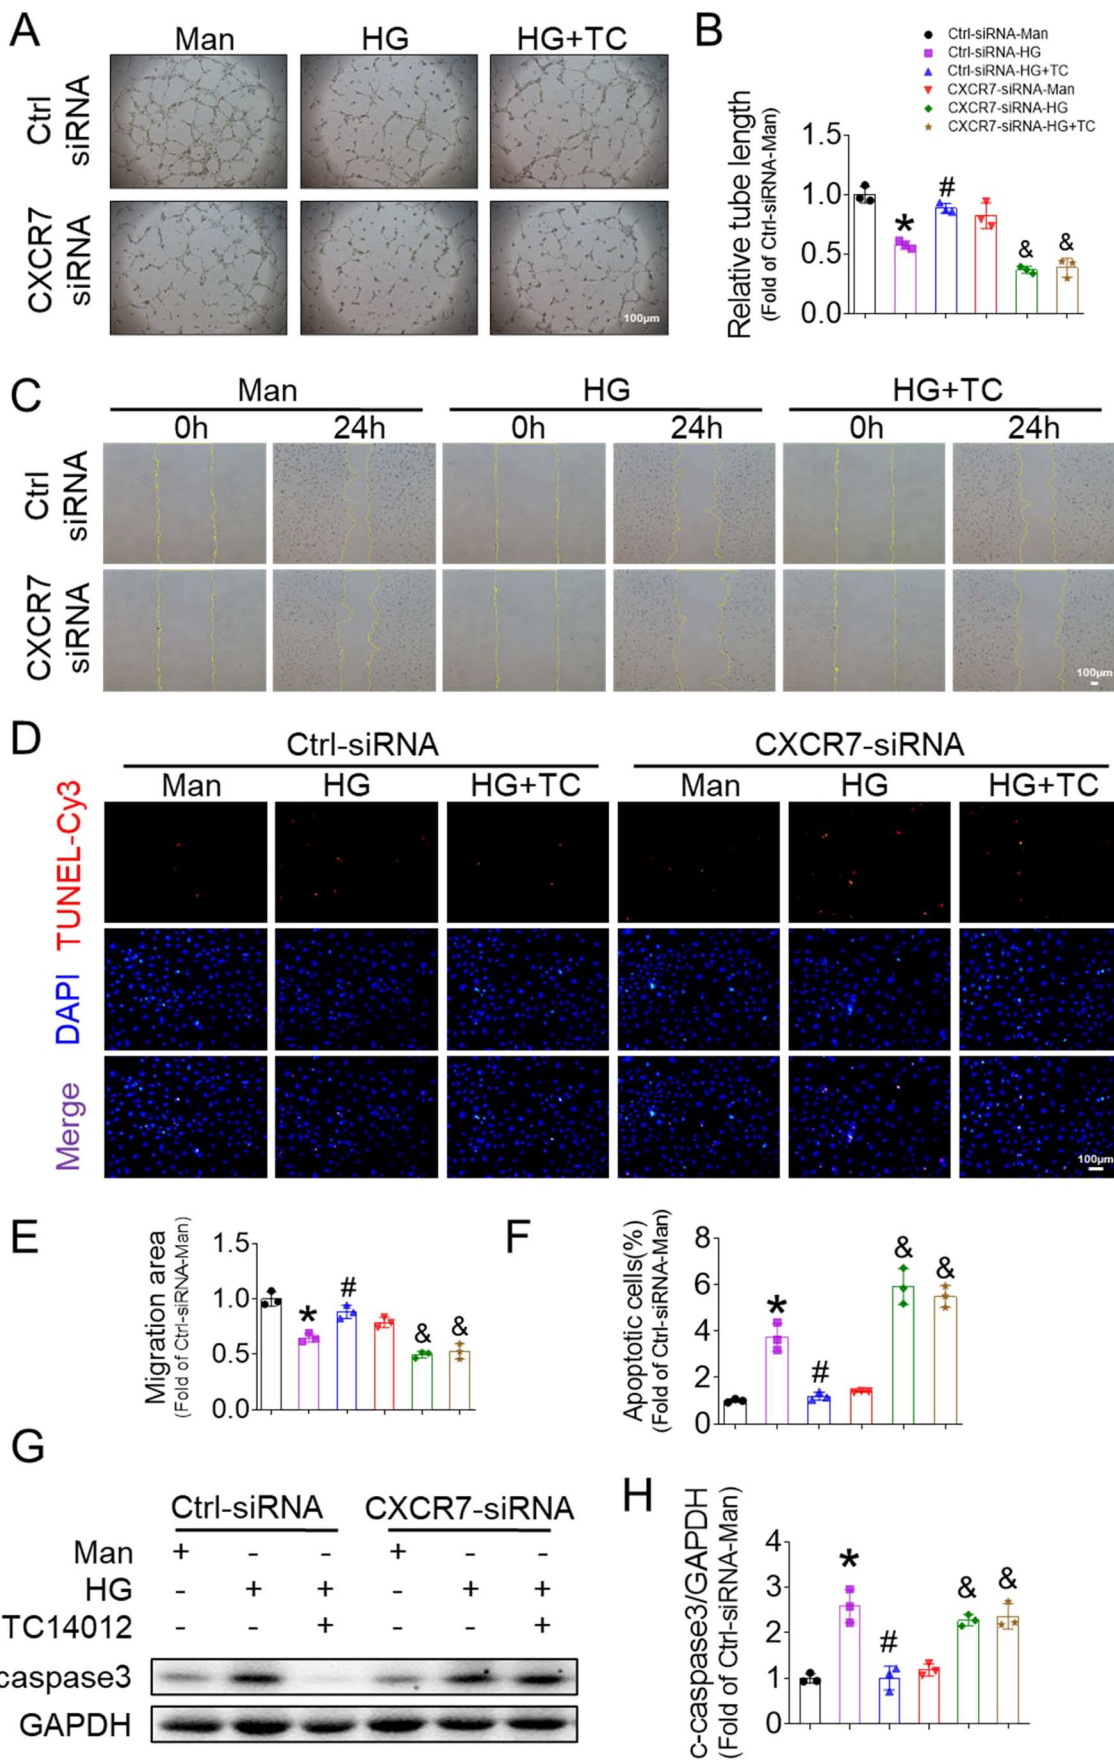 A
Man HG HG+TC
Ctrl
siRNA
CXCR7
siRNA
100μm
B
Ctrl-siRNA-Man
Ctrl-siRNA-HG
Ctrl-siRNA-HG+TC
CXCR7-siRNA-Man
CXCR7-siRNA-HG
CXCR7-siRNA-HG+TC
Relative tube length
(Fold of Ctrl-siRNA-Man)
1.5
1.0
0.5
0.0
* # & &
C
Man HG HG+TC
0h 24h 0h 24h 0h 24h
Ctrl
siRNA
CXCR7
siRNA
100μm
D
Ctrl-siRNA CXCR7-siRNA
Man HG HG+TC Man HG HG+TC
TUNEL-Cy3
DAPI
Merge
100μm
E
Migration area
(Fold of Ctrl-siRNA-Man)
1.5
1.0
0.5
0.0
* # & &
F
Apoptotic cells(%)
(Fold of Ctrl-siRNA-Man)
8
6
4
2
0
* # & &
G
Ctrl-siRNA CXCR7-siRNA
Man + - - + - -
HG - + + - + +
TC14012 - - + - - +
caspase3
GAPDH
H
c-caspase3/GAPDH
(Fold of Ctrl-siRNA-Man)
4
3
2
1
0
* # & &